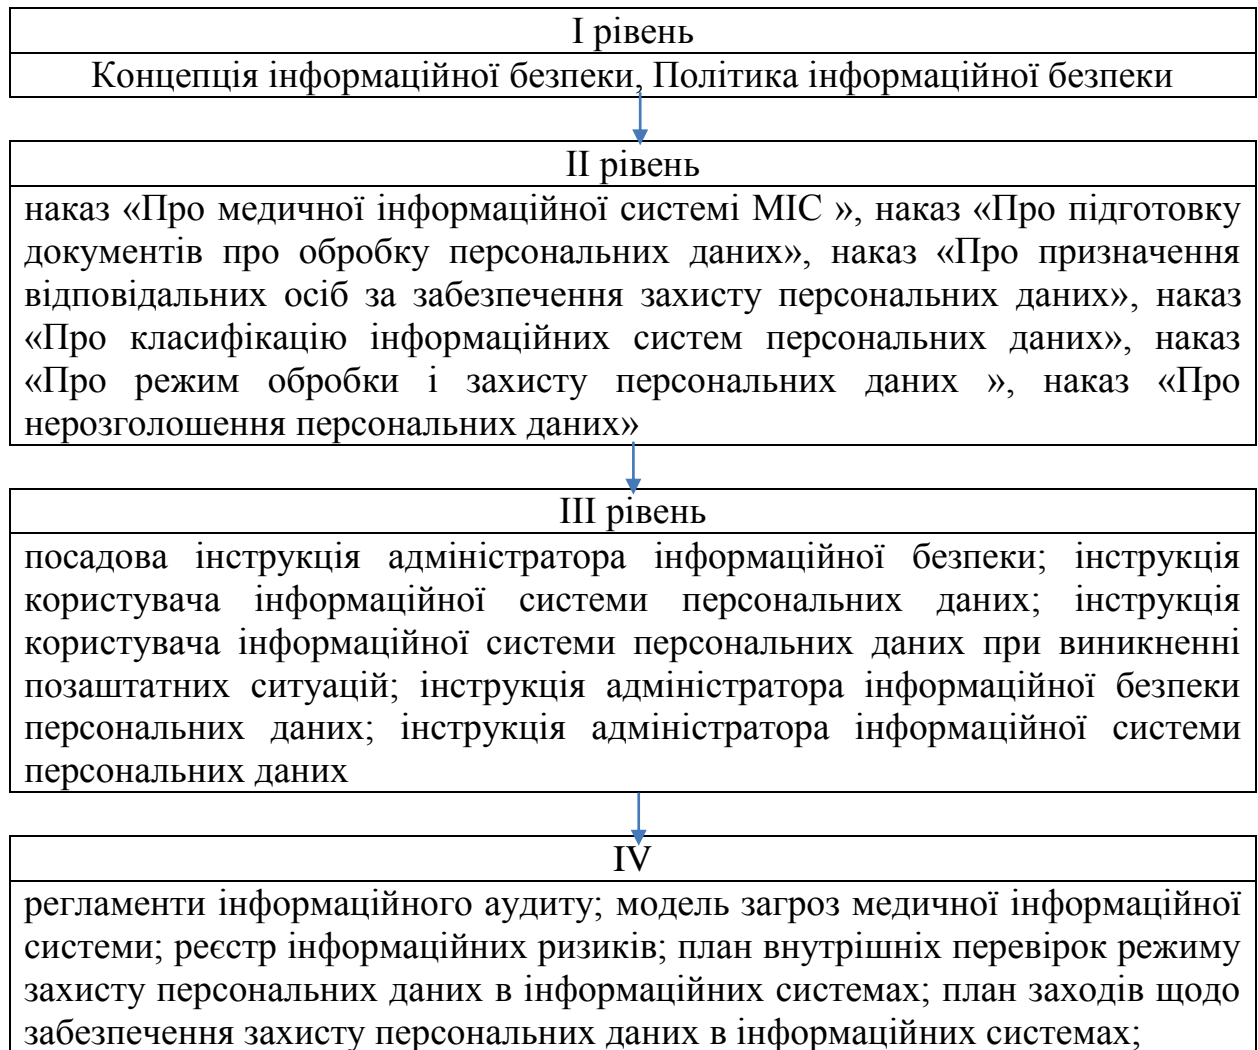 I рівень
Концепція інформаційної безпеки, Політика інформаційної безпеки
II рівень
наказ «Про медичної інформаційної системі МІС », наказ «Про підготовку
документів про обробку персональних даних», наказ «Про призначення
відповідальних осіб за забезпечення захисту персональних даних», наказ
«Про класифікацію інформаційних систем персональних даних», наказ
«Про режим обробки і захисту персональних даних », наказ «Про
нерозголошення персональних даних»
III рівень
посадова інструкція адміністратора інформаційної безпеки; інструкція
користувача інформаційної системи персональних даних; інструкція
користувача інформаційної системи персональних даних при виникненні
позаштатних ситуацій; інструкція адміністратора інформаційної безпеки
персональних даних; інструкція адміністратора інформаційної системи
персональних даних
IV
регламенти інформаційного аудиту; модель загроз медичної інформаційної
системи; реєстр інформаційних ризиків; план внутрішніх перевірок режиму
захисту персональних даних в інформаційних системах; план заходів щодо
забезпечення захисту персональних даних в інформаційних системах;